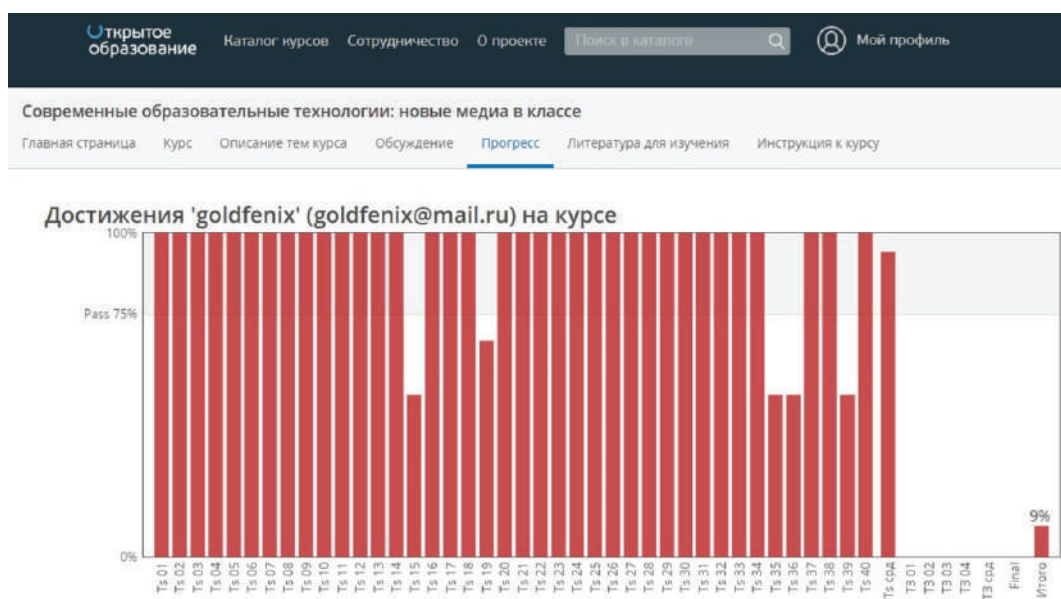 Открытое образование
Каталог курсов Сотрудничество О проекте Поиск в каталого Мой профиль
Современные образовательные технологии: новые медиа в классе
Главная страница Курс Описание тем курса Обсуждение Прогресс Литература для изучения Инструкция к курсу
Достижения 'goldfenix' (goldfenix@mail.ru) на курсе
100%
Pass 75%
0%
9%
Ts 01
Ts 02
Ts 03
Ts 04
Ts 05
Ts 06
Ts 07
Ts 08
Ts 09
Ts 10
Ts 11
Ts 12
Ts 13
Ts 14
Ts 15
Ts 16
Ts 17
Ts 18
Ts 19
Ts 20
Ts 21
Ts 22
Ts 23
Ts 24
Ts 25
Ts 26
Ts 27
Ts 28
Ts 29
Ts 30
Ts 31
Ts 32
Ts 33
Ts 34
Ts 35
Ts 36
Ts 37
Ts 38
Ts 39
Ts 40
Ts срд
ТЗ 01
ТЗ 02
ТЗ 03
ТЗ 04
ТЗ срд
Final
Итого